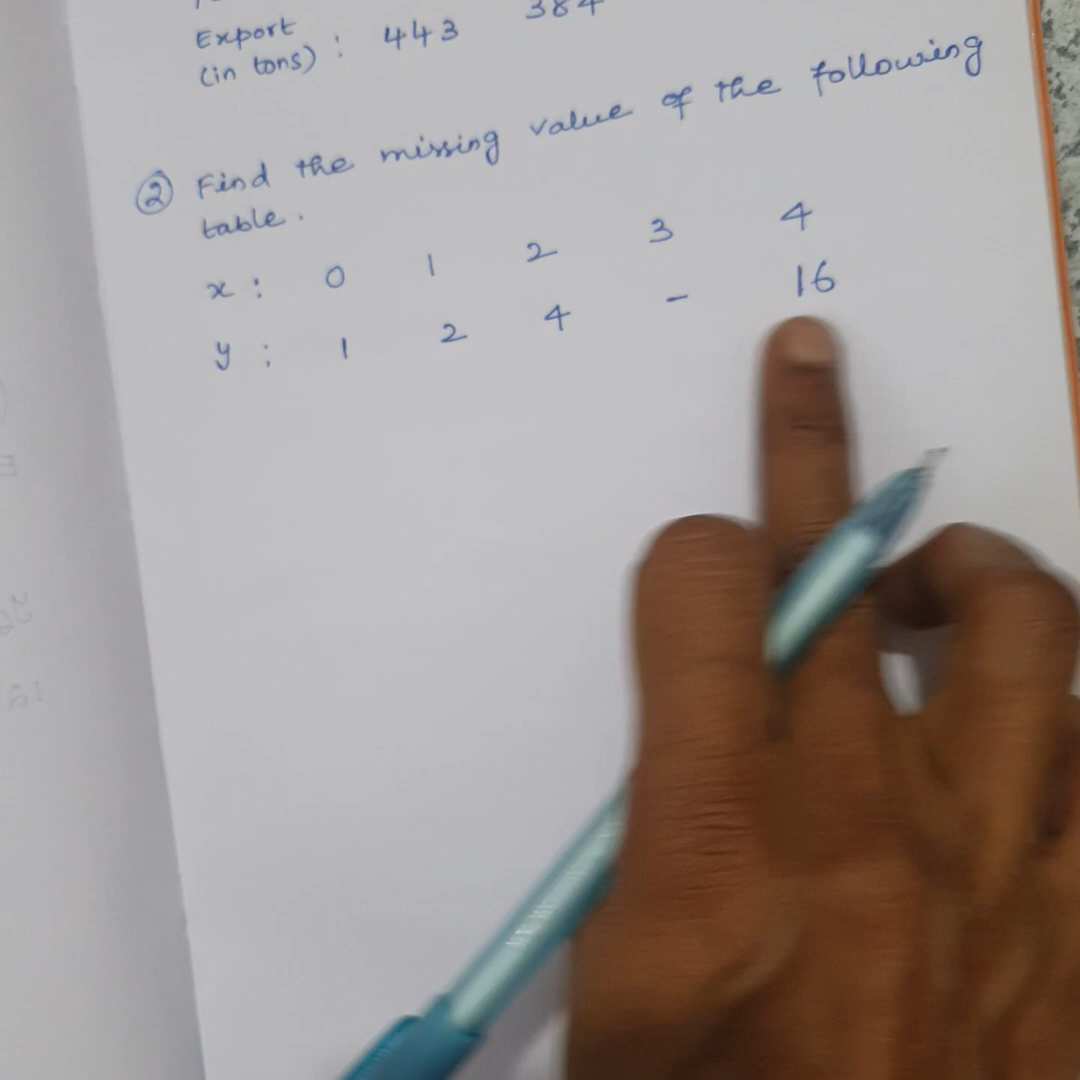 Export
(in tons) : 443 384
② Find the missing value of the following
table.
x : 0 1 2 3 4
y : 1 2 4 - 16